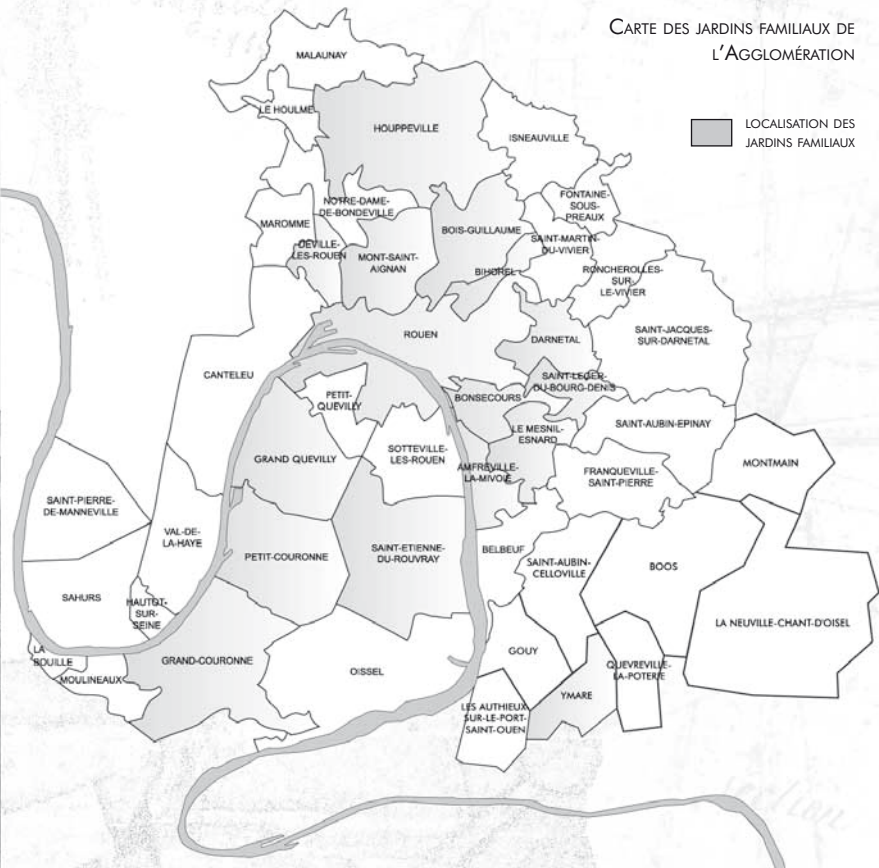 CARTE DES JARDINS FAMILIAUX DE
L'AGGLOMÉRATION
LOCALISATION DES
JARDINS FAMILIAUX
MALAUNAY
LE HOULME
HOUPPEVILLE
ISNEAUVILLE
FONTAINE-
SOUS-
PREAUX
NOTRE-DAME-
DE-BONDEVILLE
MAROMME
DEVILLE-
LES-ROUEN
MONT-SAINT-
AIGNAN
BOIS-GUILLAUME
BIHOREL
SAINT-MARTIN-
DU-VIVIER
RONCHEROLLES-
SUR-
LE-VIVIER
ROUEN
DARNETAL
SAINT-JACQUES-
SUR-DARNETAL
CANTELEU
PETIT-
QUEVILLY
SAINT-LEGER-
DU-BOURG-DENIS
BONSECOURS
LE MESNIL-
ESNARD
SAINT-AUBIN-EPINAY
GRAND QUEVILLY
SOTTEVILLE-
LES-ROUEN
AMFREVILLE-
LA-MIVOIE
FRANQUEVILLE-
SAINT-PIERRE
MONTMAIN
SAINT-PIERRE-
DE-MANNEVILLE
VAL-DE-
LA-HAYE
PETIT-COURONNE
SAINT-ETIENNE-
DU-ROUVRAY
BELBEUF
SAINT-AUBIN-
CELLOVILLE
BOOS
SAHURS
HAUTOT-
SUR-
SEINE
LA NEUVILLE-CHANT-D'OISEL
LA
BOUILLE
MOULINEAUX
GRAND-COURONNE
OISSEL
GOUY
QUEVREVILLE-
LA-POTERIE
YMARE
LES AUTHIEUX
SUR-LE-PORT-
SAINT-OUEN